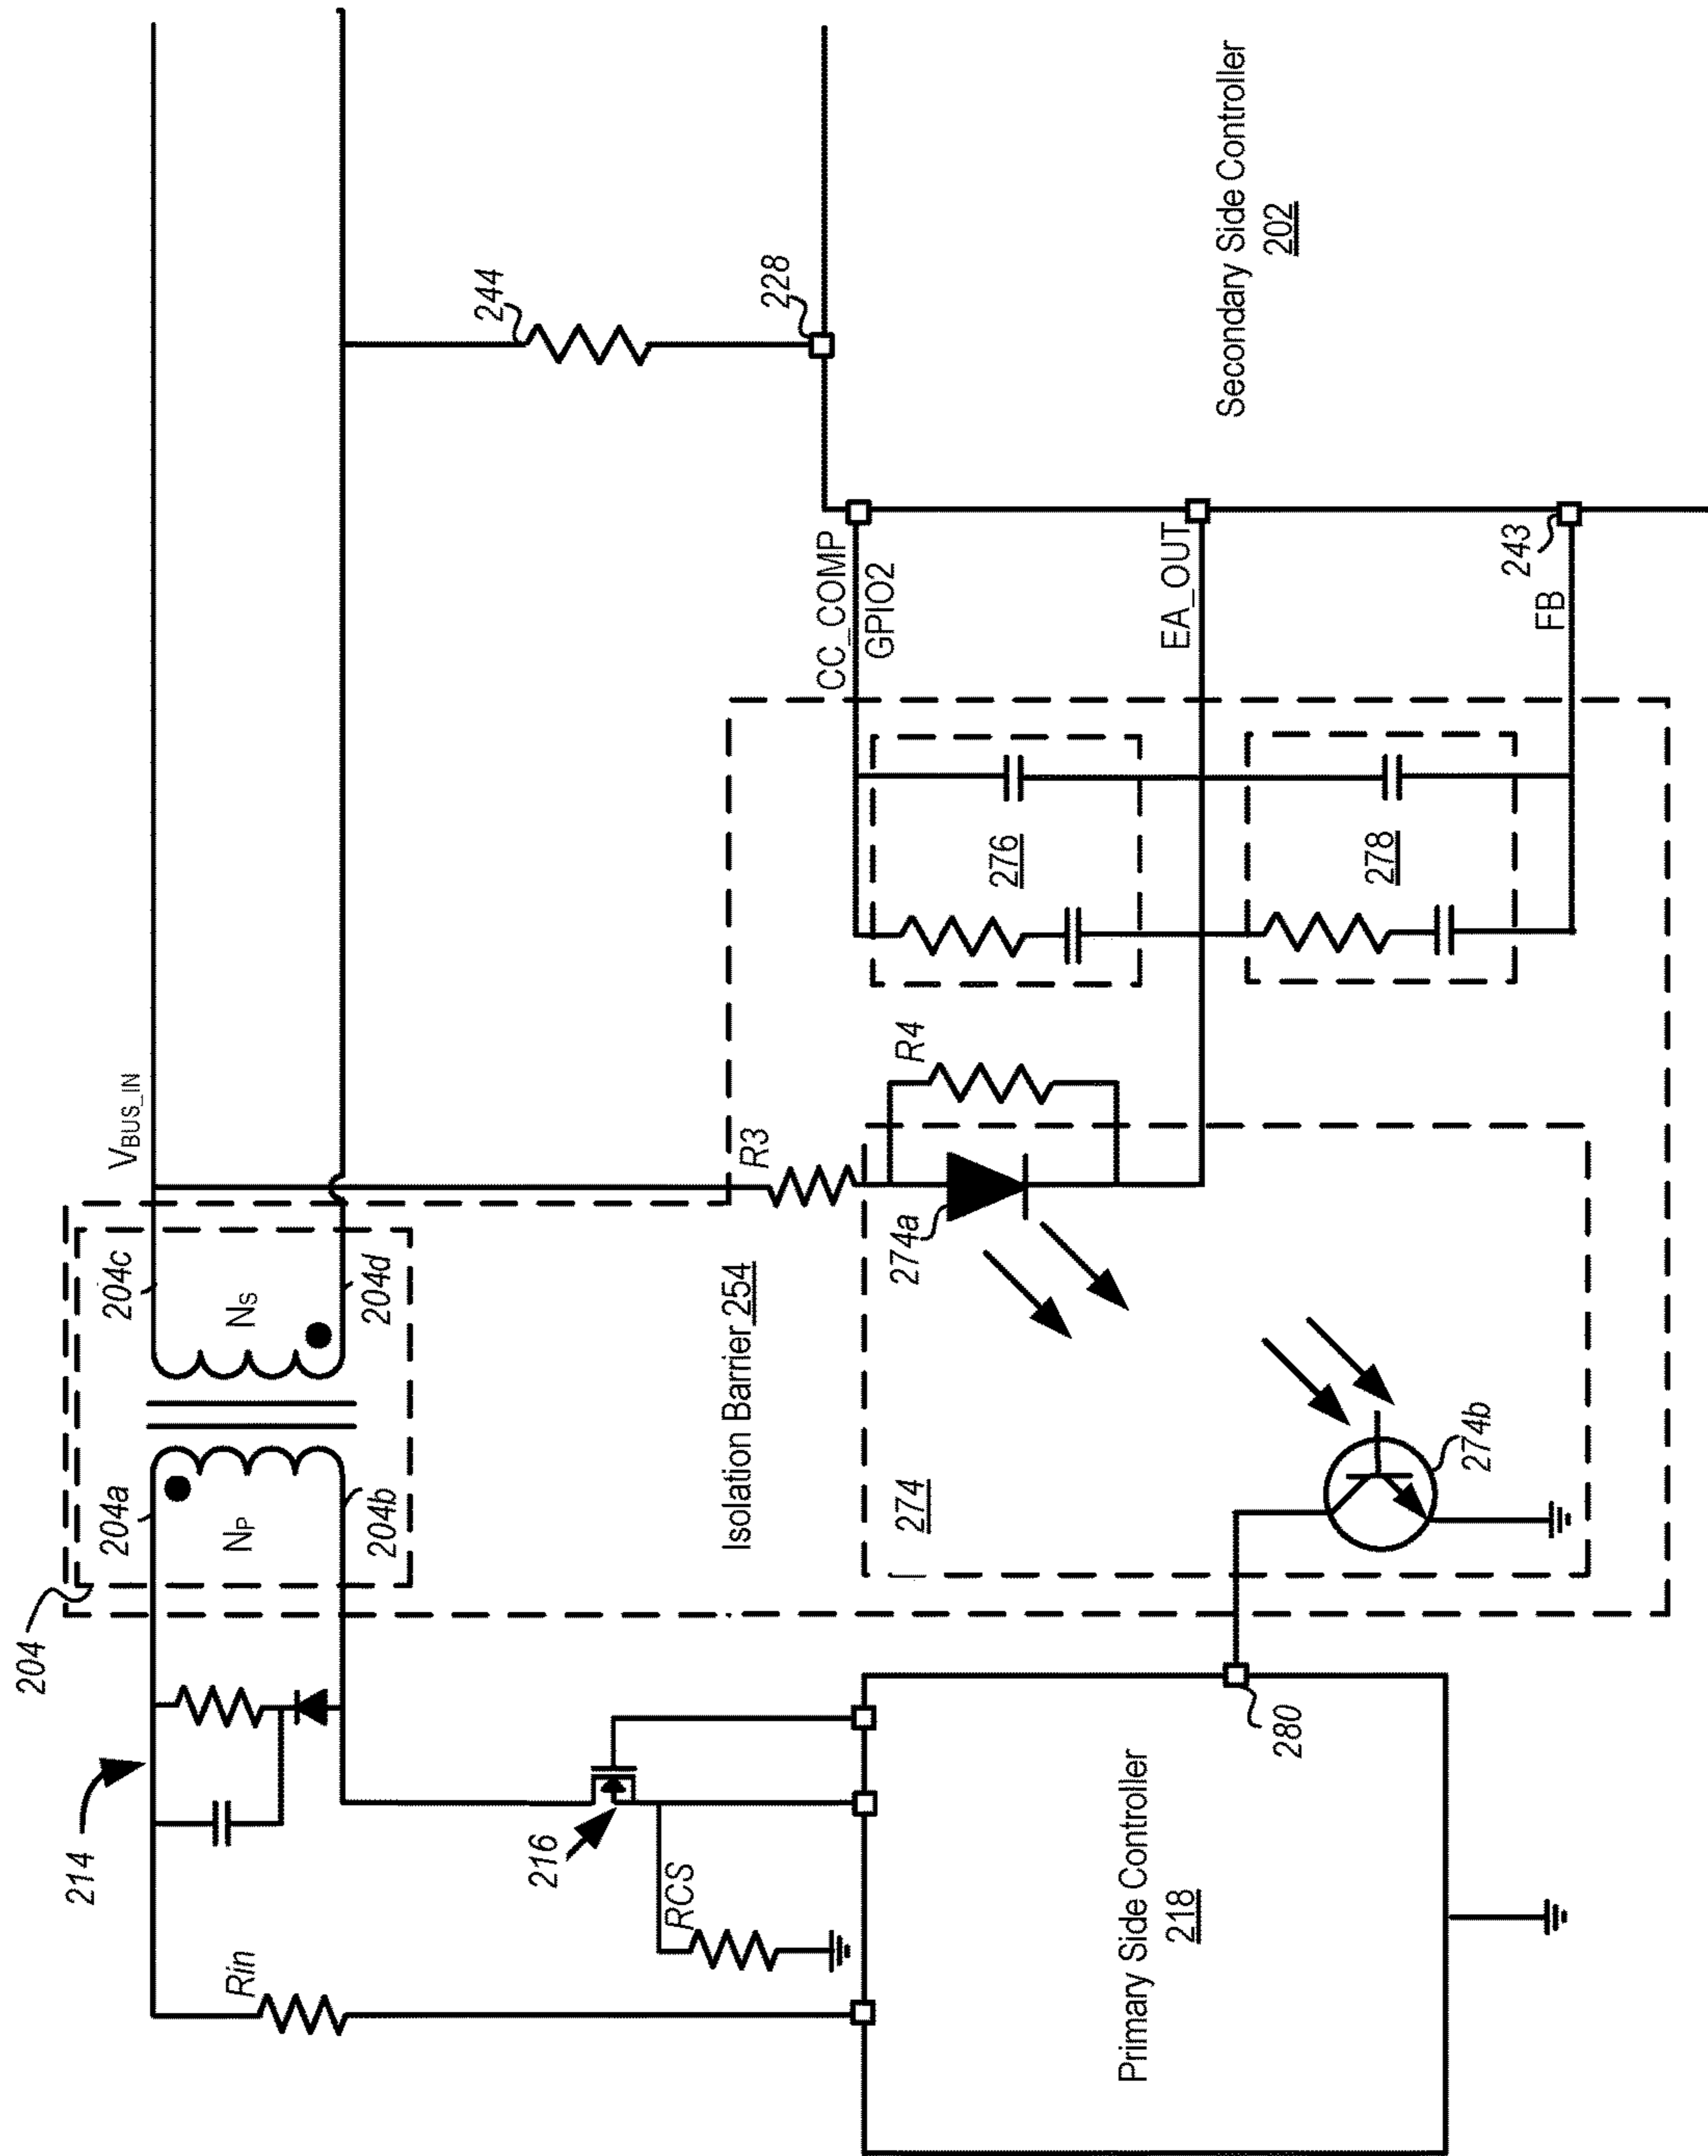 204
214
204a
204b
204c
204d
NP
NS
VBUS_IN
Rin
216
RCS
Primary Side Controller
218
280
Isolation Barrier 254
274
274a
274b
R3
R4
276
278
CC_COMP
GPIO2
EA_OUT
FB
243
244
228
Secondary Side Controller
202